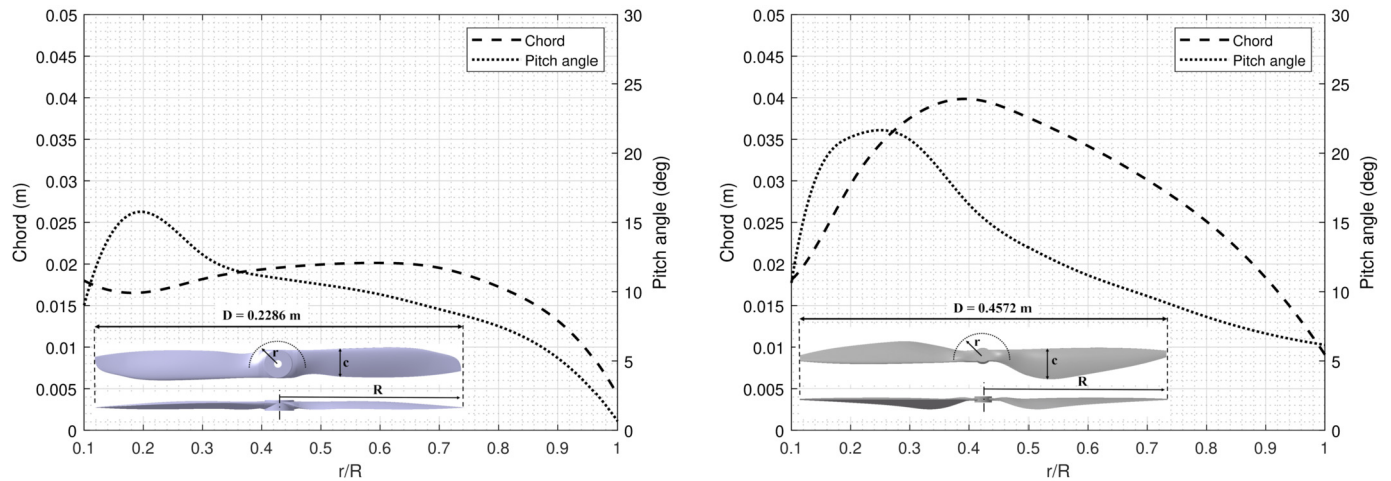 Chord (m)
0.05
0.045
0.04
0.035
0.03
0.025
0.02
0.015
0.01
0.005
0
30
25
20
15
10
5
0
Pitch angle (deg)
Chord
Pitch angle
D = 0.2286 m
r
c
R
0.1 0.2 0.3 0.4 0.5 0.6 0.7 0.8 0.9 1
r/R
Chord (m)
0.05
0.045
0.04
0.035
0.03
0.025
0.02
0.015
0.01
0.005
0
30
25
20
15
10
5
0
Pitch angle (deg)
Chord
Pitch angle
D = 0.4572 m
r
c
R
0.1 0.2 0.3 0.4 0.5 0.6 0.7 0.8 0.9 1
r/R